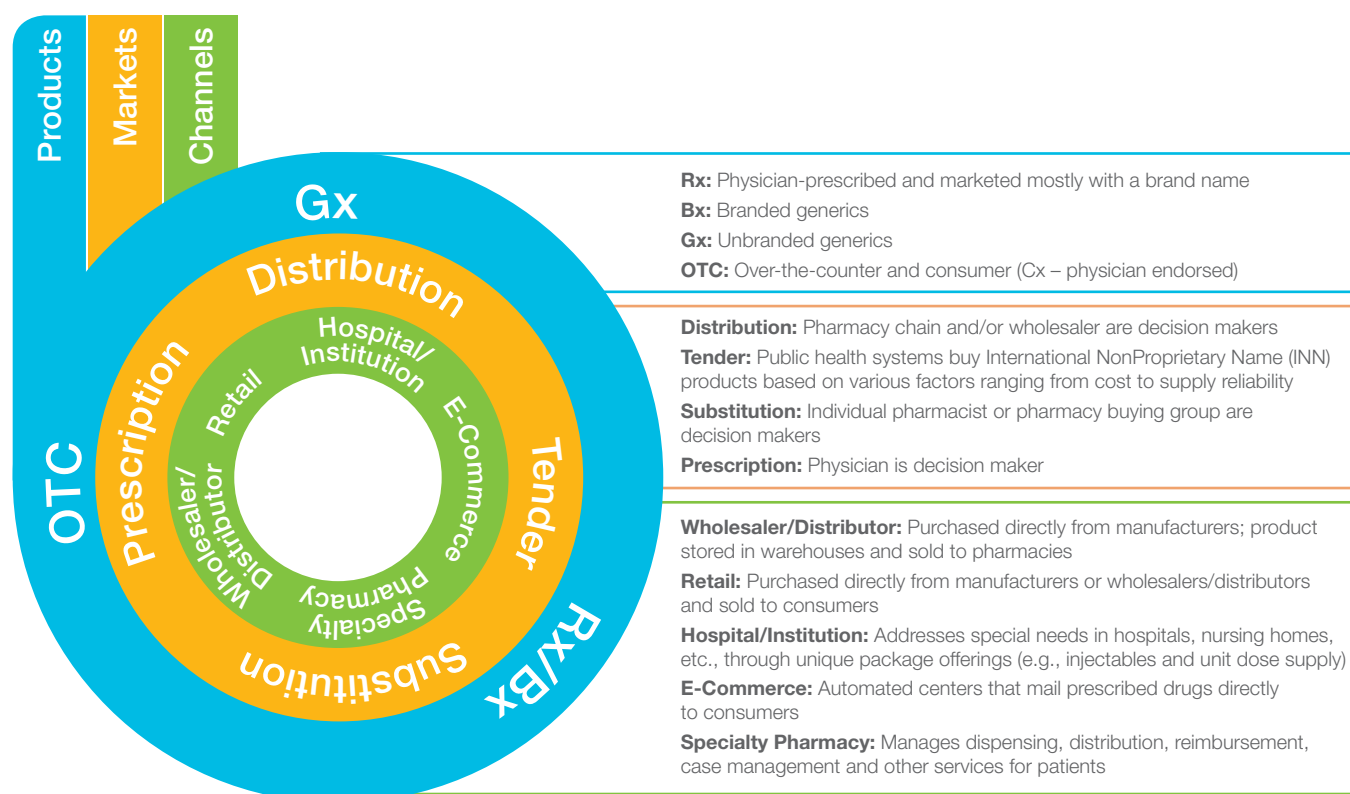 Products
Markets
Channels
Gx
Rx/Bx
OTC
Distribution
Tender
Substitution
Prescription
Hospital/
Institution
E-Commerce
Specialty
Pharmacy
Wholesaler/
Distributor
Retail
Rx: Physician-prescribed and marketed mostly with a brand name
Bx: Branded generics
Gx: Unbranded generics
OTC: Over-the-counter and consumer (Cx – physician endorsed)
Distribution: Pharmacy chain and/or wholesaler are decision makers
Tender: Public health systems buy International NonProprietary Name (INN)
products based on various factors ranging from cost to supply reliability
Substitution: Individual pharmacist or pharmacy buying group are
decision makers
Prescription: Physician is decision maker
Wholesaler/Distributor: Purchased directly from manufacturers; product
stored in warehouses and sold to pharmacies
Retail: Purchased directly from manufacturers or wholesalers/distributors
and sold to consumers
Hospital/Institution: Addresses special needs in hospitals, nursing homes,
etc., through unique package offerings (e.g., injectables and unit dose supply)
E-Commerce: Automated centers that mail prescribed drugs directly
to consumers
Specialty Pharmacy: Manages dispensing, distribution, reimbursement,
case management and other services for patients